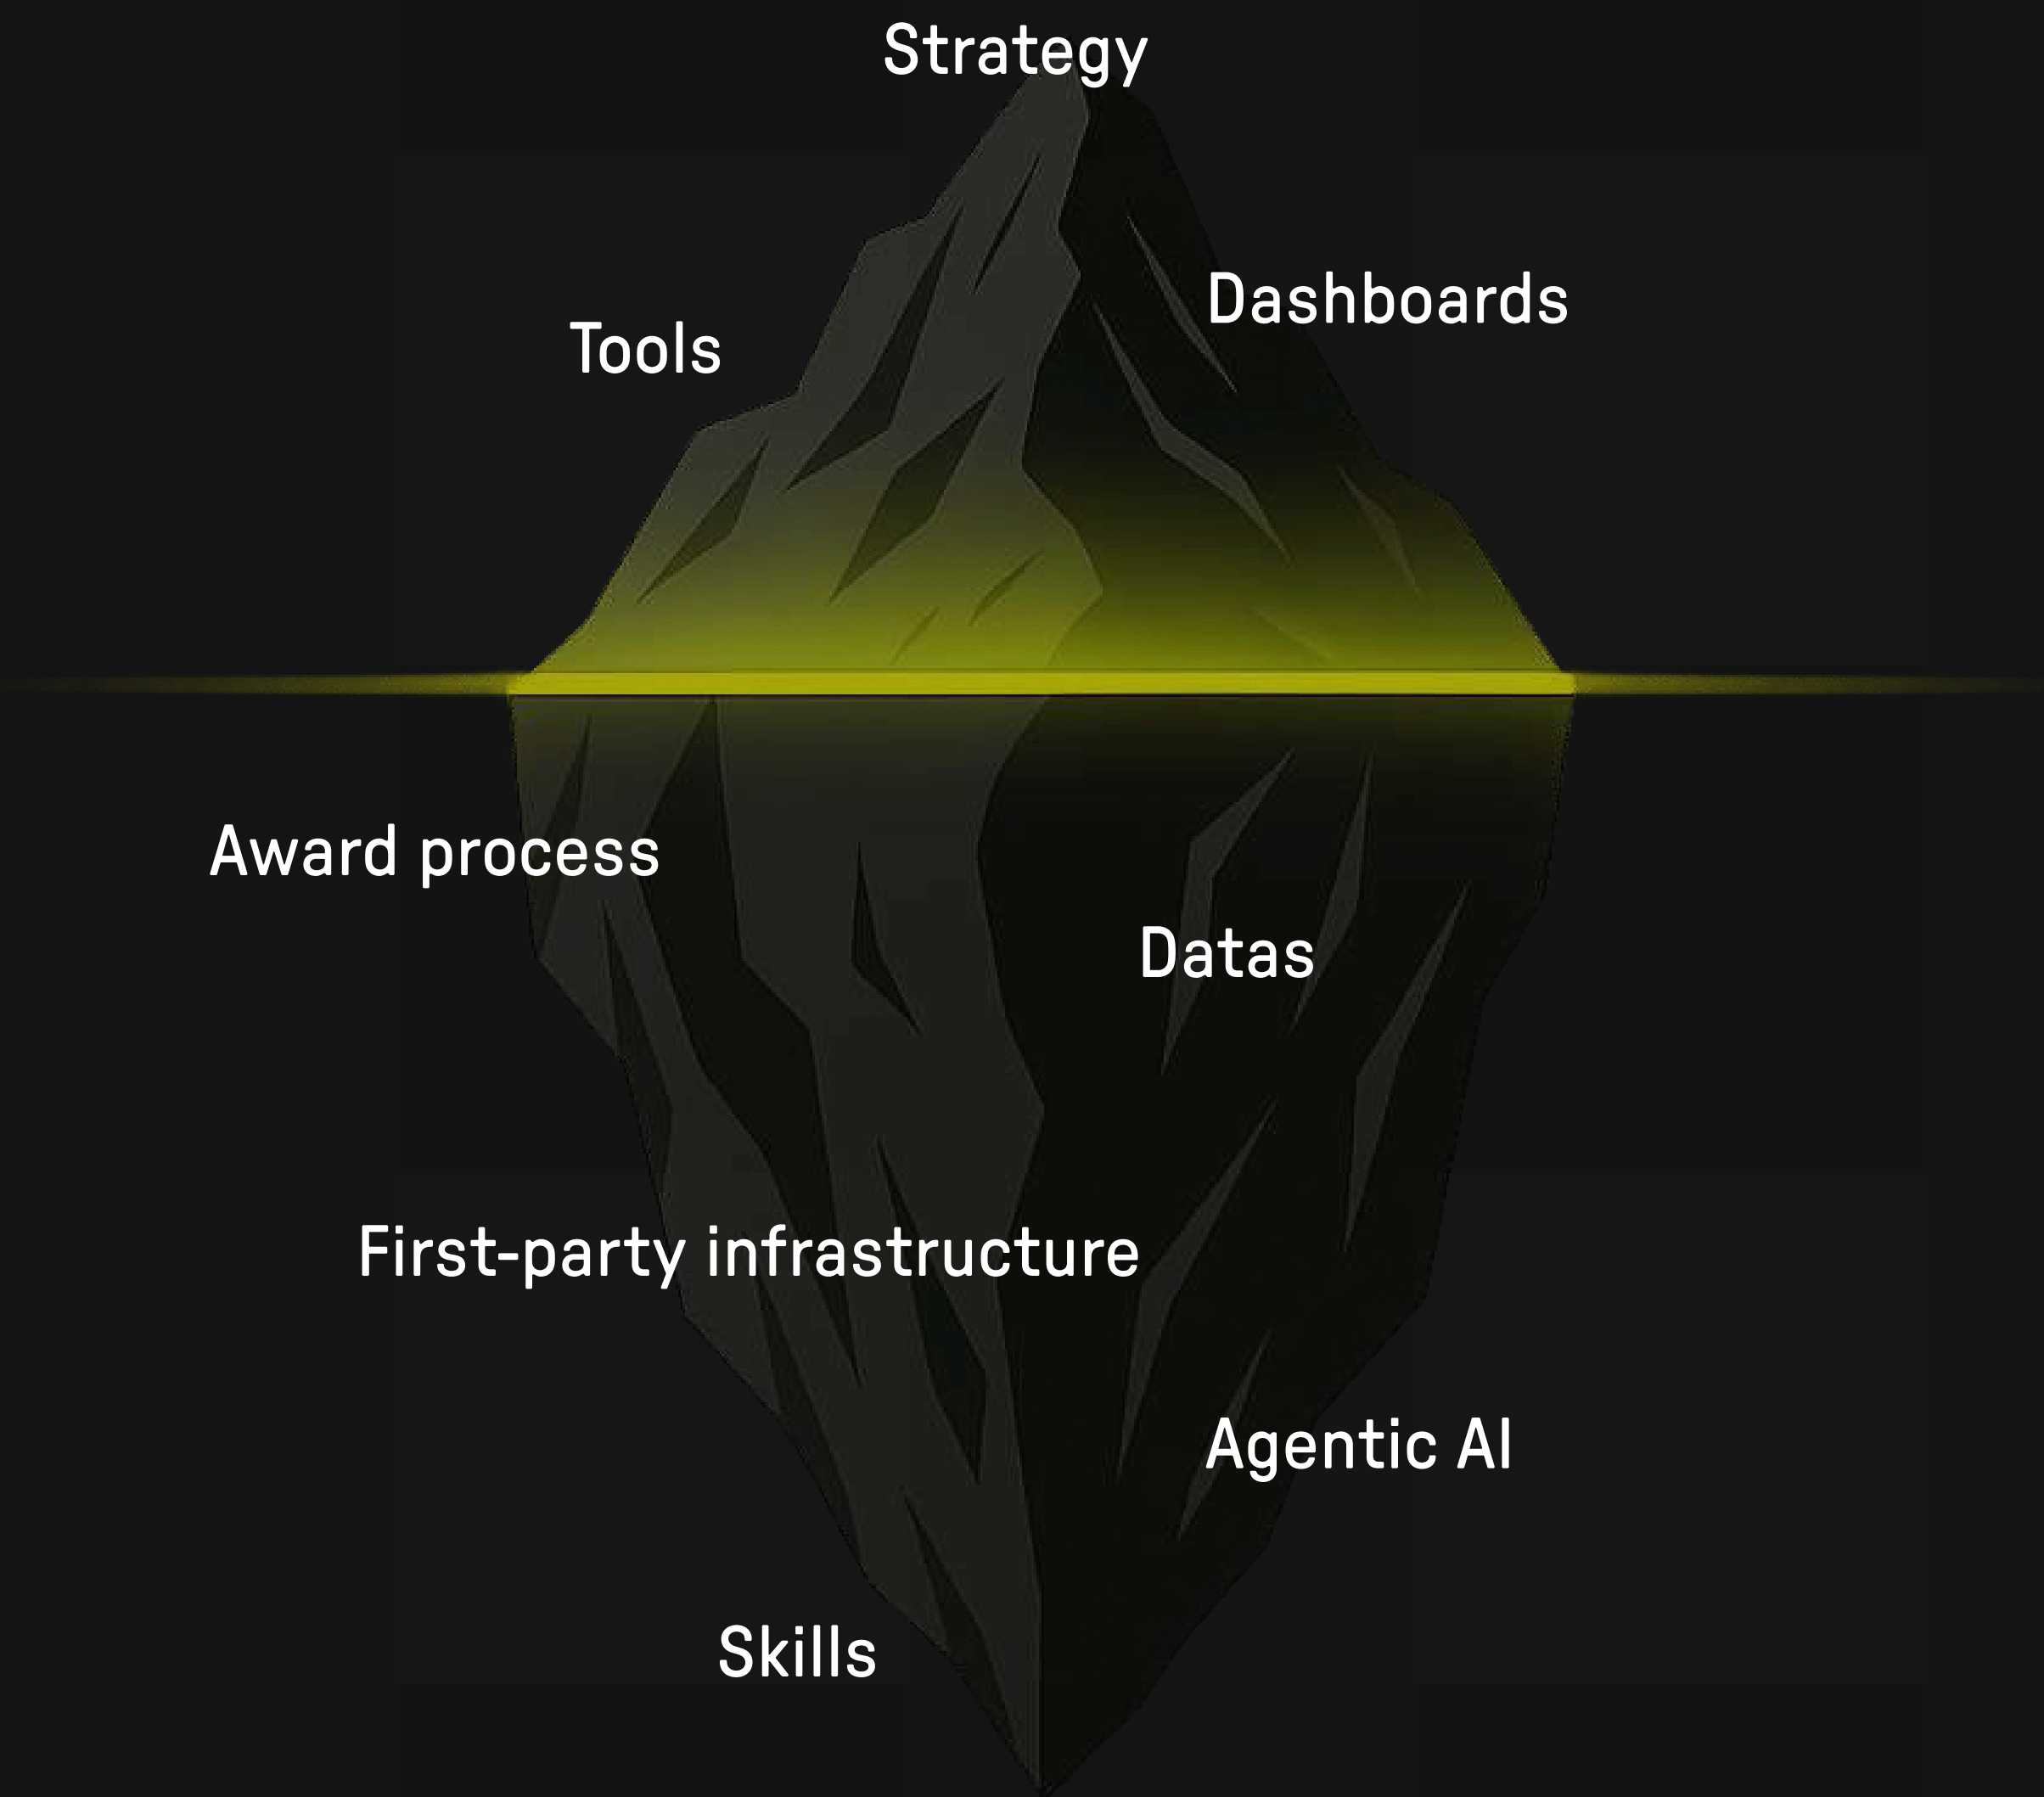 Strategy
Dashboards
Tools
Award process
Datas
First-party infrastructure
Agentic AI
Skills